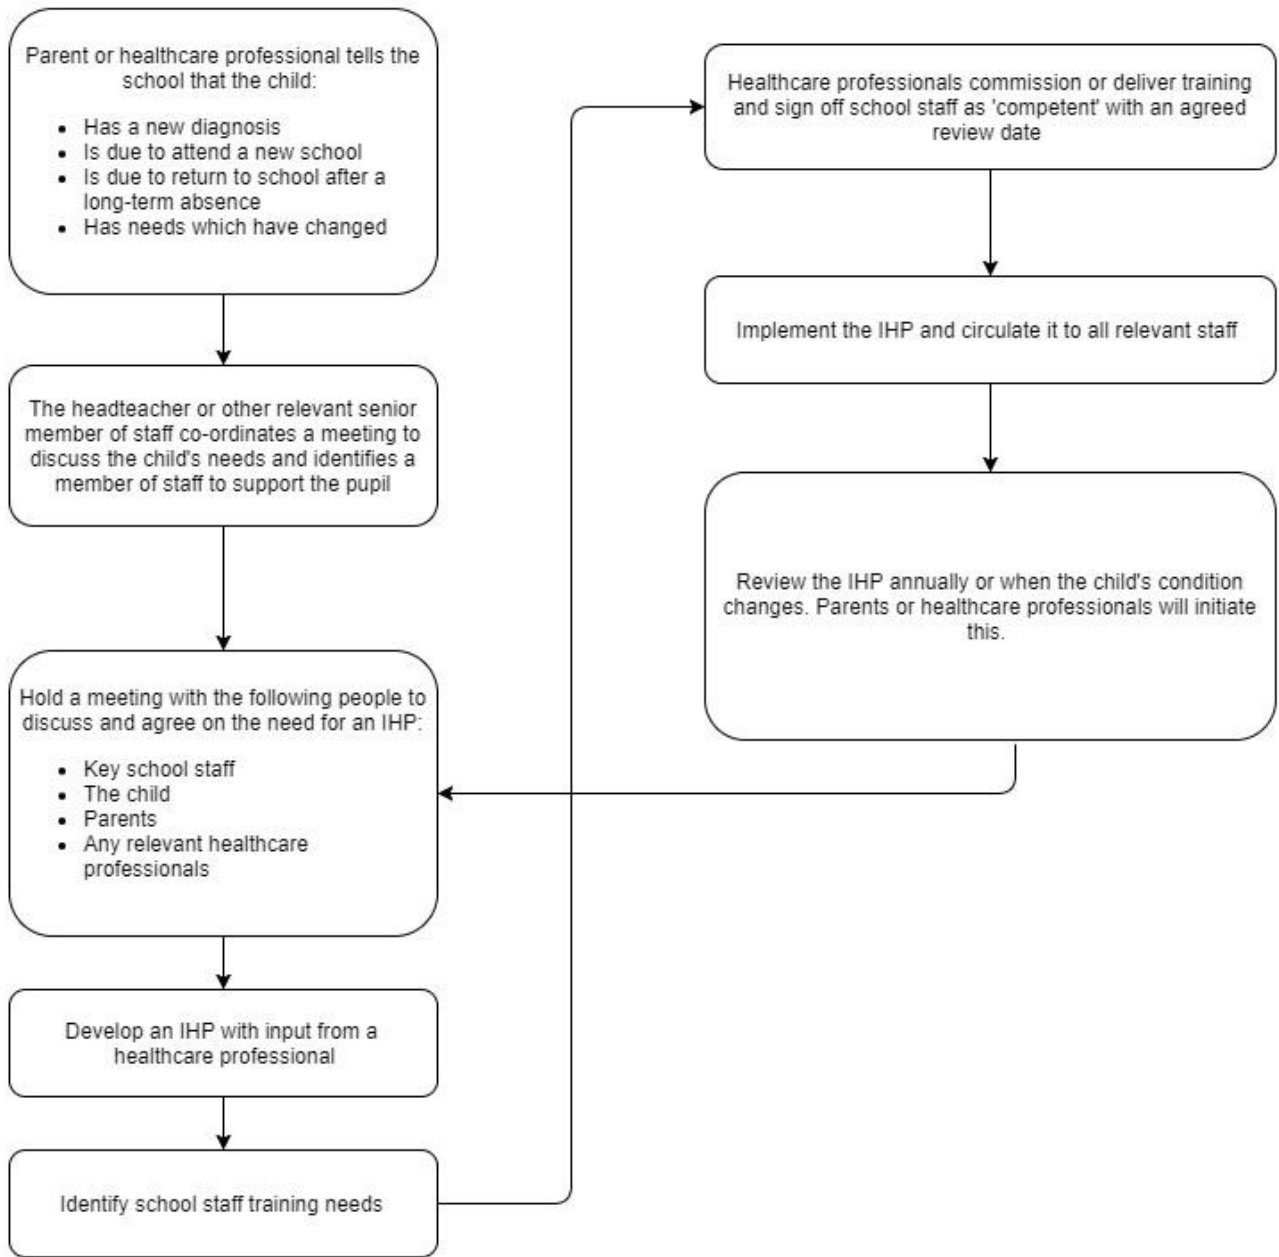 Parent or healthcare professional tells the
school that the child:
• Has a new diagnosis
• Is due to attend a new school
• Is due to return to school after a
long-term absence
• Has needs which have changed
The headteacher or other relevant senior
member of staff co-ordinates a meeting to
discuss the child's needs and identifies a
member of staff to support the pupil
Hold a meeting with the following people to
discuss and agree on the need for an IHP:
• Key school staff
• The child
• Parents
• Any relevant healthcare
professionals
Develop an IHP with input from a
healthcare professional
Identify school staff training needs
Healthcare professionals commission or deliver training
and sign off school staff as 'competent' with an agreed
review date
Implement the IHP and circulate it to all relevant staff
Review the IHP annually or when the child's condition
changes. Parents or healthcare professionals will initiate
this.